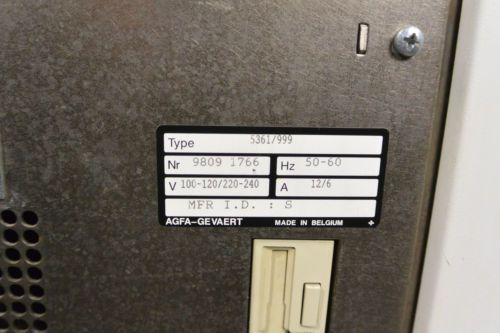 Type 5361/999
Nr 9809 1766 Hz 50-60
V 100-120/220-240 A 12/6
MFR I.D. : S
AGFA-GEVAERT MADE IN BELGIUM +